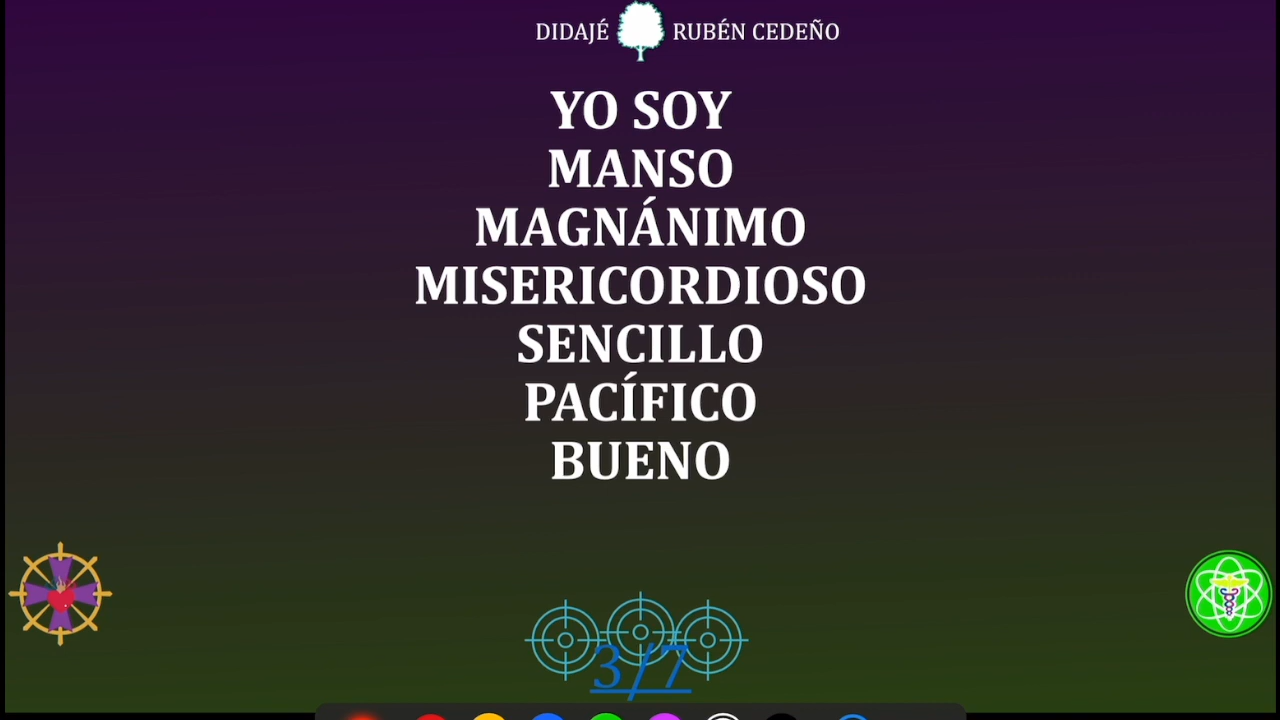 DIDAJÉ RUBÉN CEDEÑO
YO SOY
MANSO
MAGNÁNIMO
MISERICORDIOSO
SENCILLO
PACÍFICO
BUENO
3/7